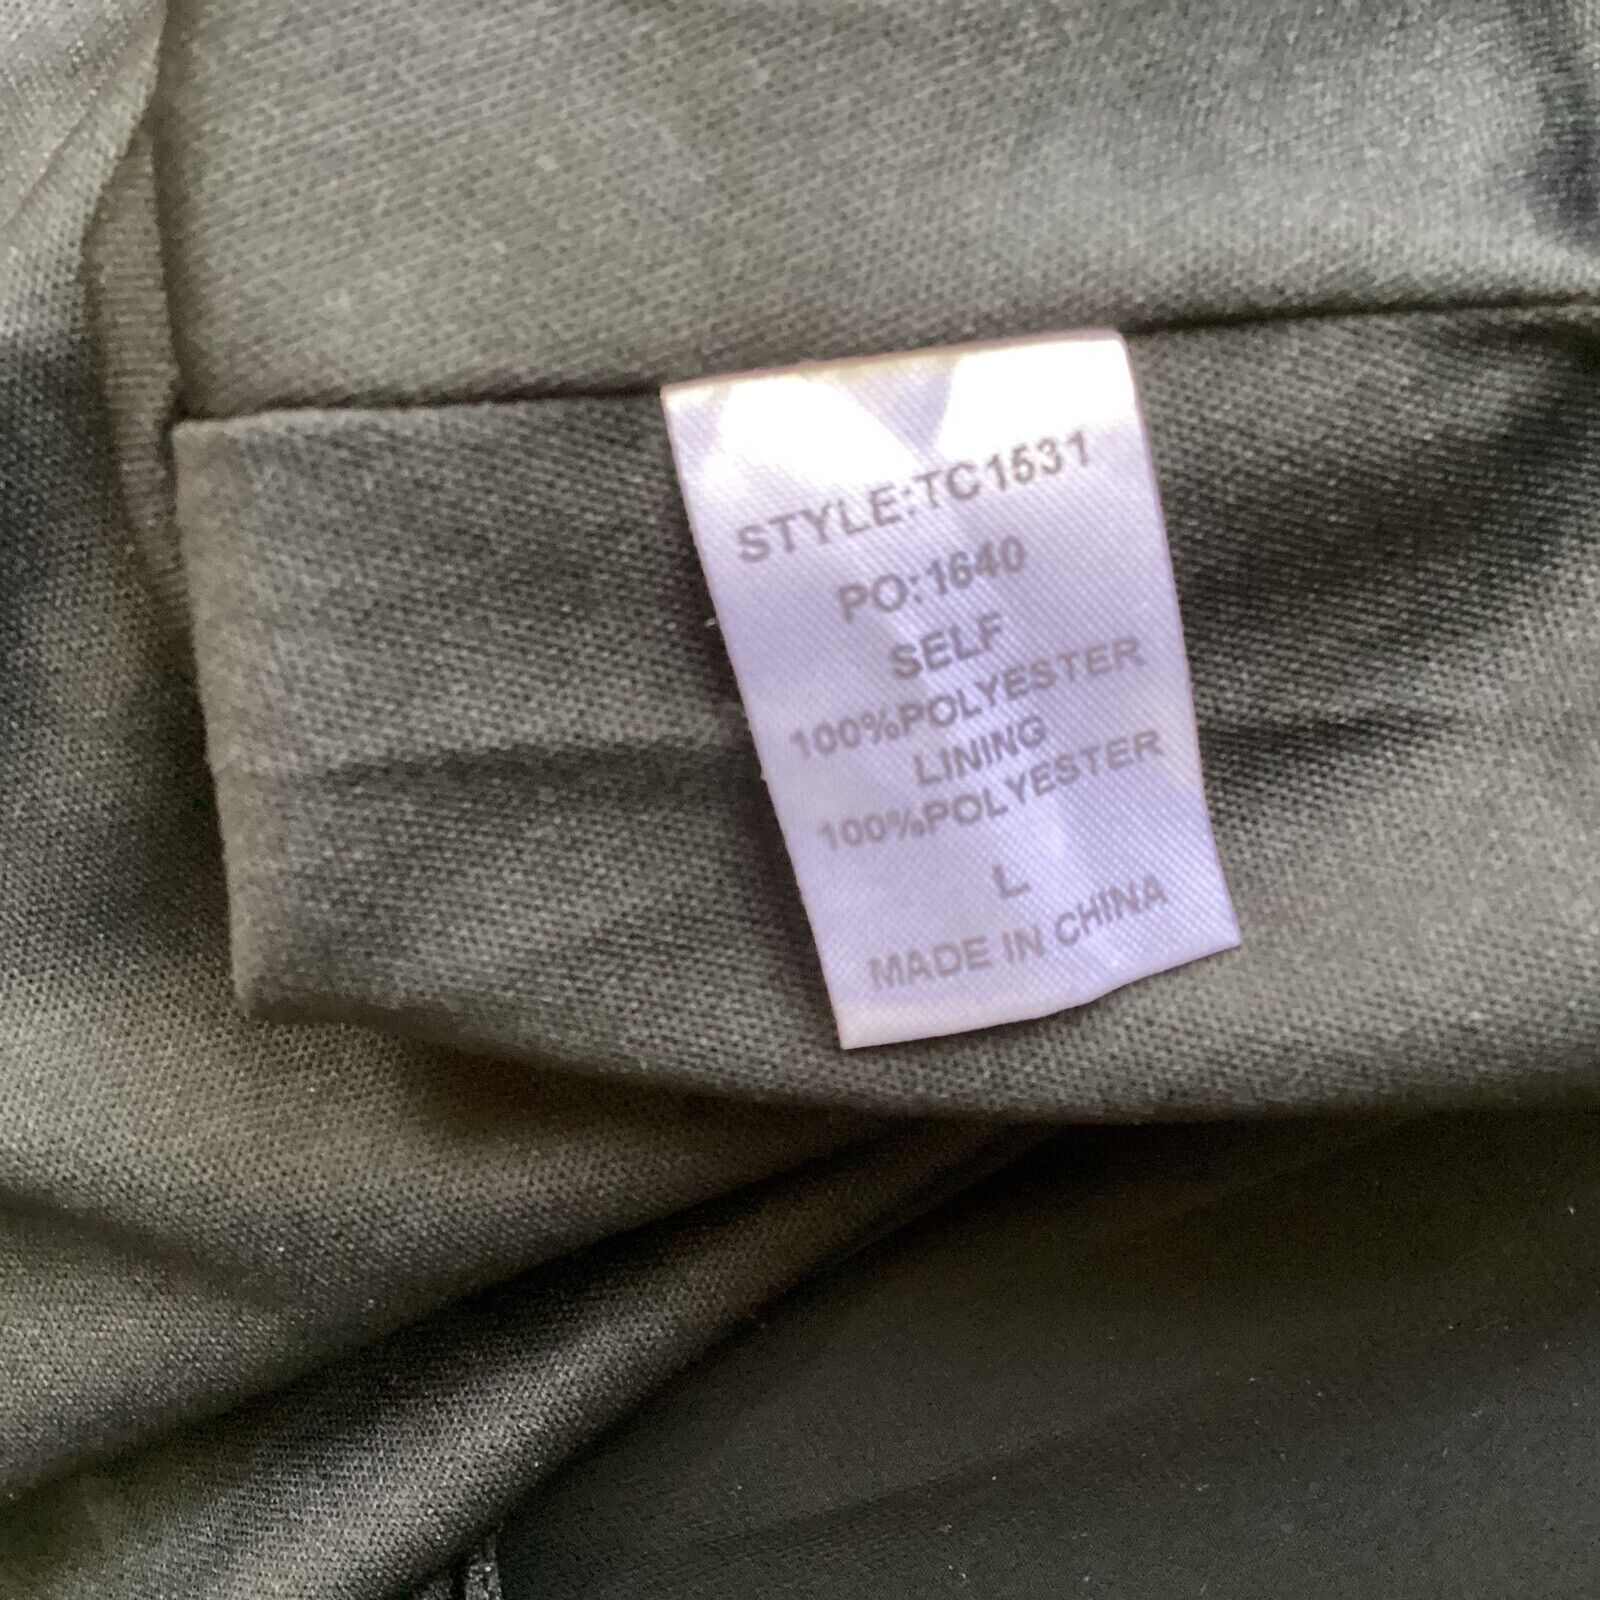 STYLE:TC1531
PO:1640
SELF
100%POLYESTER
LINING
100%POLYESTER
L
MADE IN CHINA